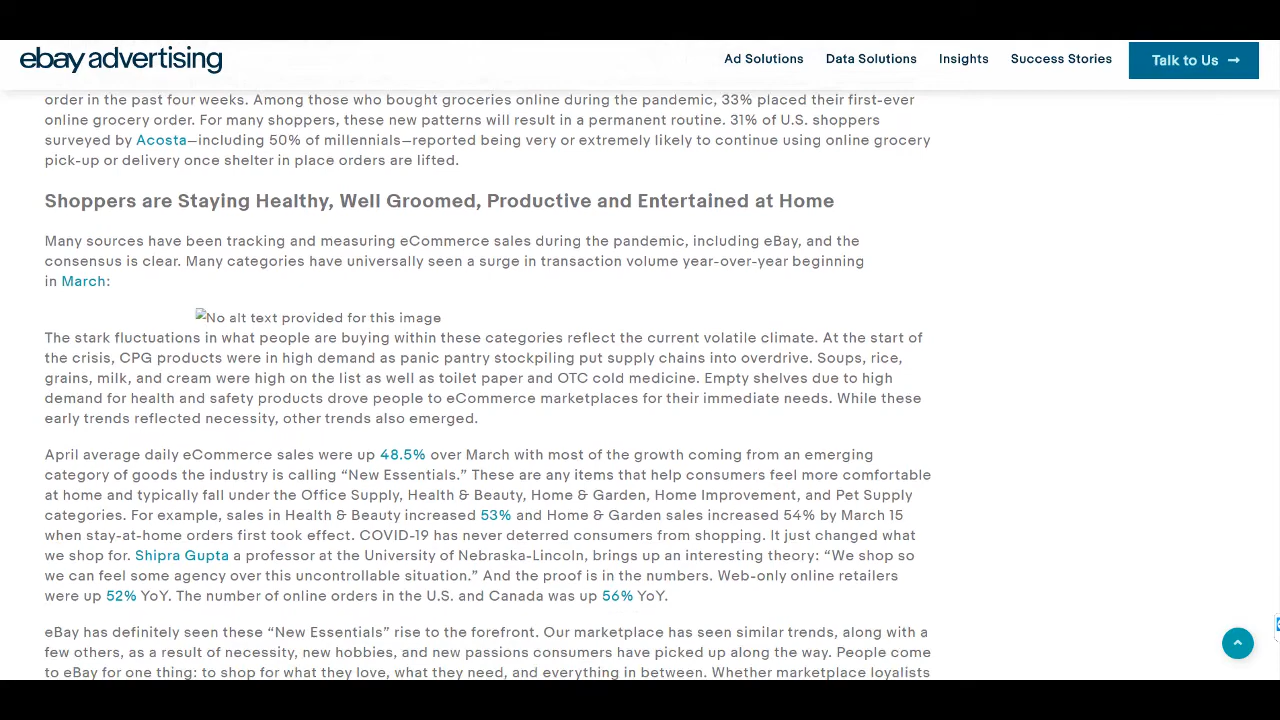 ebay advertising
Ad Solutions
Data Solutions
Insights
Success Stories
Talk to Us →
order in the past four weeks. Among those who bought groceries online during the pandemic, 33% placed their first-ever
online grocery order. For many shoppers, these new patterns will result in a permanent routine. 31% of U.S. shoppers
surveyed by Acosta—including 50% of millennials—reported being very or extremely likely to continue using online grocery
pick-up or delivery once shelter in place orders are lifted.
Shoppers are Staying Healthy, Well Groomed, Productive and Entertained at Home
Many sources have been tracking and measuring eCommerce sales during the pandemic, including eBay, and the
consensus is clear. Many categories have universally seen a surge in transaction volume year-over-year beginning
in March:
No alt text provided for this image
The stark fluctuations in what people are buying within these categories reflect the current volatile climate. At the start of
the crisis, CPG products were in high demand as panic pantry stockpiling put supply chains into overdrive. Soups, rice,
grains, milk, and cream were high on the list as well as toilet paper and OTC cold medicine. Empty shelves due to high
demand for health and safety products drove people to eCommerce marketplaces for their immediate needs. While these
early trends reflected necessity, other trends also emerged.
April average daily eCommerce sales were up 48.5% over March with most of the growth coming from an emerging
category of goods the industry is calling “New Essentials.” These are any items that help consumers feel more comfortable
at home and typically fall under the Office Supply, Health & Beauty, Home & Garden, Home Improvement, and Pet Supply
categories. For example, sales in Health & Beauty increased 53% and Home & Garden sales increased 54% by March 15
when stay-at-home orders first took effect. COVID-19 has never deterred consumers from shopping. It just changed what
we shop for. Shipra Gupta a professor at the University of Nebraska-Lincoln, brings up an interesting theory: “We shop so
we can feel some agency over this uncontrollable situation.” And the proof is in the numbers. Web-only online retailers
were up 52% YoY. The number of online orders in the U.S. and Canada was up 56% YoY.
eBay has definitely seen these “New Essentials” rise to the forefront. Our marketplace has seen similar trends, along with a
few others, as a result of necessity, new hobbies, and new passions consumers have picked up along the way. People come
to eBay for one thing: to shop for what they love, what they need, and everything in between. Whether marketplace loyalists